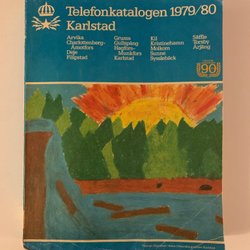 Telefonkatalogen 1979/80
Karlstad
Arvika
Charlottenberg-
Åmotfors
Deje
Filipstad
Grums
Gullspång
Hagfors-
Munkfors
Karlstad
Kil
Kristinehamn
Molkom
Sunne
Sysslebäck
Säffle
Torsby
Årjäng
90